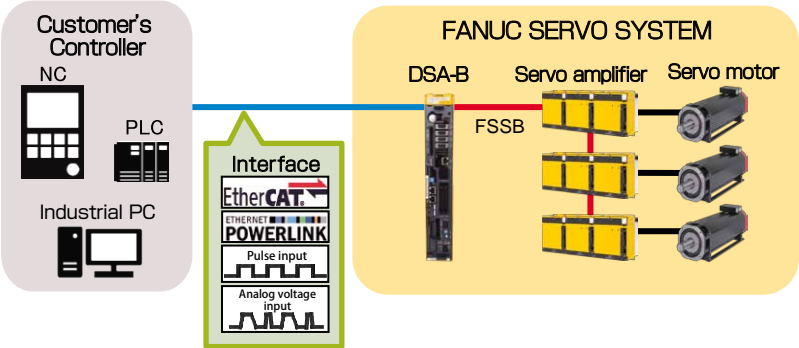 Customer's
Controller
NC
PLC
Industrial PC
Interface
EtherCAT®
ETHERNET
POWERLINK
Pulse input
Analog voltage
input
FANUC SERVO SYSTEM
DSA-B
Servo amplifier
Servo motor
FSSB